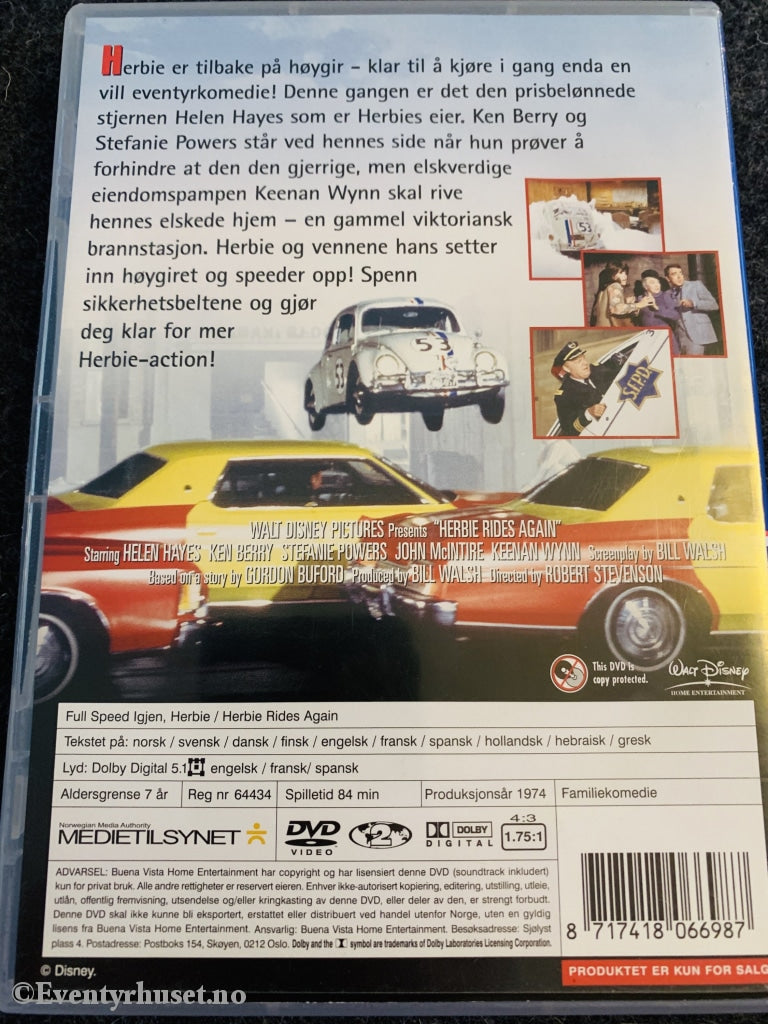 Herbie er tilbake på høygir – klar til å kjøre i gang enda en
vill eventyrkomedie! Denne gangen er det den prisbelønnede
stjernen Helen Hayes som er Herbies eier. Ken Berry og
Stefanie Powers står ved hennes side når hun prøver å
forhindre at den den gjerrige, men elskverdige
eiendomspampen Keenan Wynn skal rive
hennes elskede hjem – en gammel viktoriansk
brannstasjon. Herbie og vennene hans setter
inn høygiret og speeder opp! Spenn
sikkerhetsbeltene og gjør
deg klar for mer
Herbie-action!
53
53
53
S.F.P.D.
WALT DISNEY PICTURES Presents "HERBIE RIDES AGAIN"
Starring HELEN HAYES KEN BERRY STEFANIE POWERS JOHN McINTIRE KEENAN WYNN Screenplay by BILL WALSH
Based on a story by GORDON BUFORD Produced by BILL WALSH Directed by ROBERT STEVENSON
This DVD is
copy protected.
WALT DISNEY
HOME ENTERTAINMENT
Full Speed Igjen, Herbie / Herbie Rides Again
Tekstet på: norsk / svensk / dansk / finsk / engelsk / fransk / spansk / hollandsk / hebraisk / gresk
Lyd: Dolby Digital 5.1 engelsk / fransk/ spansk
Aldersgrense 7 år Reg nr 64434 Spilletid 84 min Produksjonsår 1974 Familiekomedie
Norwegian Media Authority
MEDIETILSYNET
DVD
VIDEO
2
DOLBY
DIGITAL
4:3
1.75:1
ADVARSEL: Buena Vista Home Entertainment har copyright og har lisensiert denne DVD (soundtrack inkludert)
kun for privat bruk. Alle andre rettigheter er reservert eieren. Enhver ikke-autorisert kopiering, editering, utstilling, utleie,
utlån, offentlig fremvisning, utsendelse og/eller kringkasting av denne DVD, eller deler av den, er strengt forbudt.
Denne DVD skal ikke kunne bli eksportert, erstattet eller distribuert ved handel utenfor Norge, uten en gyldig
lisens fra Buena Vista Home Entertainment. Ansvarlig: Buena Vista Home Entertainment. Besøksadresse: Sjølyst
plass 4. Postadresse: Postboks 154, Skøyen, 0212 Oslo. Dolby and the symbol are trademarks of Dolby Laboratories Licensing Corporation.
8 717418 066987
© Disney.
PRODUKTET ER KUN FOR SALG
©Eventyrhuset.no